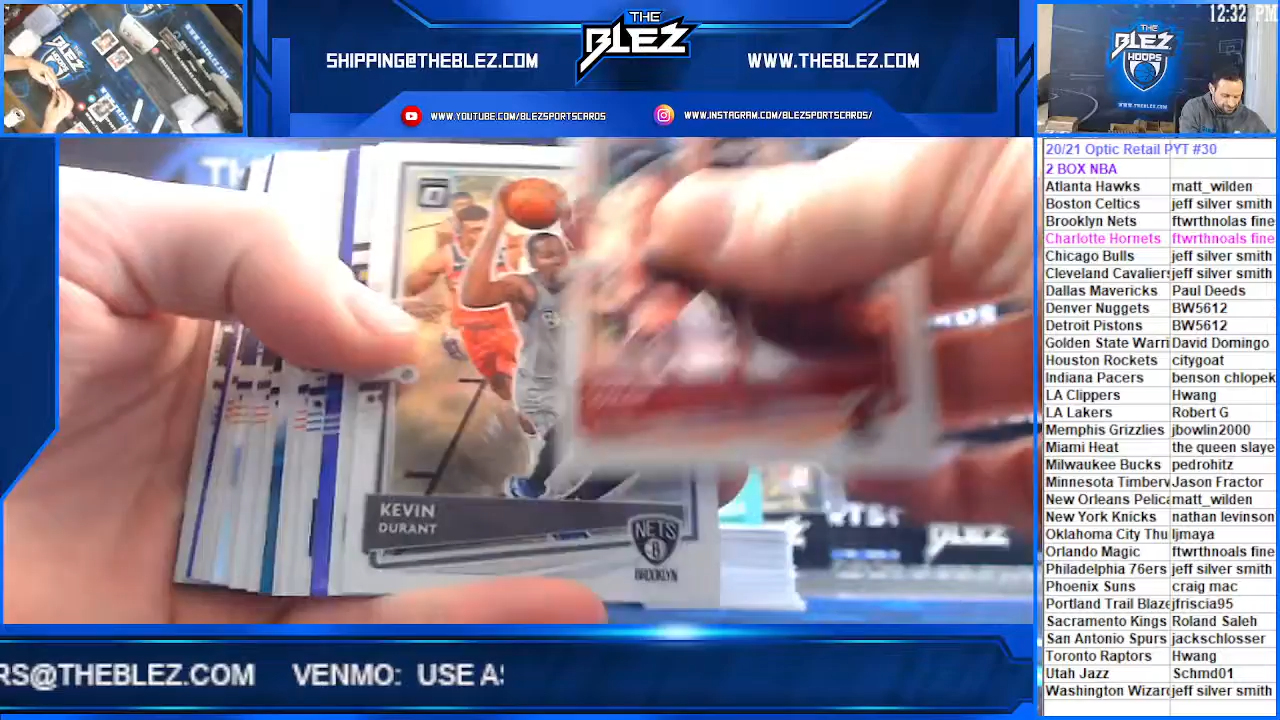 THE
BLEZ
SHIPPING@THEBLEZ.COM
WWW.THEBLEZ.COM
WWW.YOUTUBE.COM/BLEZSPORTSCARDS
WWW.INSTAGRAM.COM/BLEZSPORTSCARDS/
12:32 PM
THE
BLEZ
HOOPS
WWW.THEBLEZ.COM
20/21 Optic Retail PYT #30
2 BOX NBA
Atlanta Hawks matt_wilden
Boston Celtics jeff silver smith
Brooklyn Nets ftwrthnolas fine
Charlotte Hornets ftwrthnoals fine
Chicago Bulls jeff silver smith
Cleveland Cavaliers jeff silver smith
Dallas Mavericks Paul Deeds
Denver Nuggets BW5612
Detroit Pistons BW5612
Golden State Warri David Domingo
Houston Rockets citygoat
Indiana Pacers benson chlopek
LA Clippers Hwang
LA Lakers Robert G
Memphis Grizzlies jbowlin2000
Miami Heat the queen slaye
Milwaukee Bucks pedrohitz
Minnesota Timberv Jason Fractor
New Orleans Pelica matt_wilden
New York Knicks nathan levinson
Oklahoma City Thu ljmaya
Orlando Magic ftwrthnoals fine
Philadelphia 76ers jeff silver smith
Phoenix Suns craig mac
Portland Trail Blaze jfriscia95
Sacramento Kings Roland Saleh
San Antonio Spurs jackschlosser
Toronto Raptors Hwang
Utah Jazz Schmd01
Washington Wizard jeff silver smith
KEVIN
DURANT
NETS
B
BROOKLYN
RS@THEBLEZ.COM VENMO: USE AS